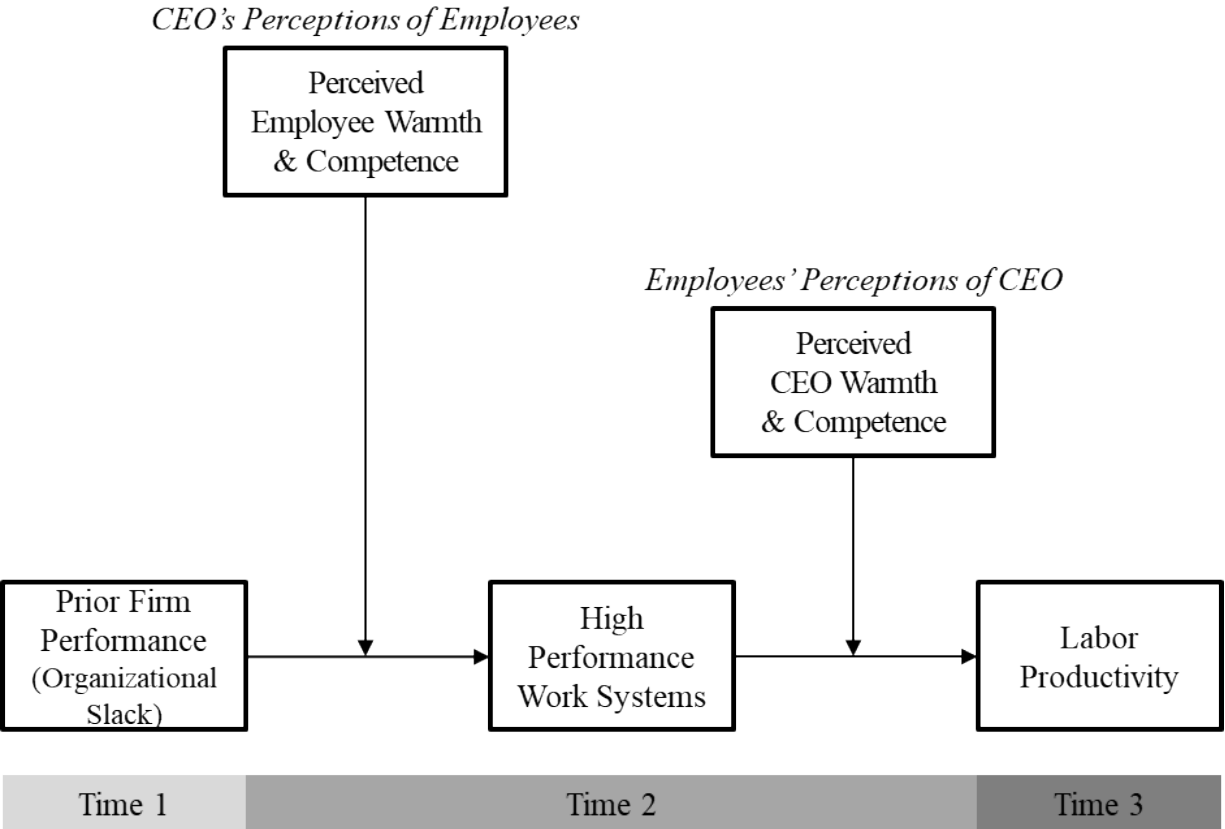 CEO's Perceptions of Employees
Perceived
Employee Warmth
& Competence
Employees' Perceptions of CEO
Perceived
CEO Warmth
& Competence
Prior Firm
Performance
(Organizational
Slack)
High
Performance
Work Systems
Labor
Productivity
Time 1
Time 2
Time 3